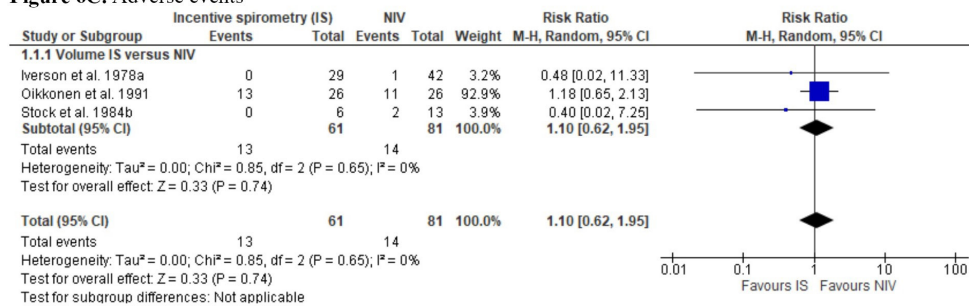 Figure 6C. Adverse events
Incentive spirometry (IS) NIV Risk Ratio Risk Ratio
Study or Subgroup Events Total Events Total Weight M-H, Random, 95% CI M-H, Random, 95% CI
1.1.1 Volume IS versus NIV
Iverson et al. 1978a 0 29 1 42 3.2% 0.48 [0.02, 11.33]
Oikkonen et al. 1991 13 26 11 26 92.9% 1.18 [0.65, 2.13]
Stock et al. 1984b 0 6 2 13 3.9% 0.40 [0.02, 7.25]
Subtotal (95% CI) 61 81 100.0% 1.10 [0.62, 1.95]
Total events 13 14
Heterogeneity: Tau² = 0.00; Chi² = 0.85, df = 2 (P = 0.65); I² = 0%
Test for overall effect: Z = 0.33 (P = 0.74)
Total (95% CI) 61 81 100.0% 1.10 [0.62, 1.95]
Total events 13 14
Heterogeneity: Tau² = 0.00; Chi² = 0.85, df = 2 (P = 0.65); I² = 0%
Test for overall effect: Z = 0.33 (P = 0.74)
Test for subgroup differences: Not applicable
0.01 0.1 1 10 100
Favours IS Favours NIV